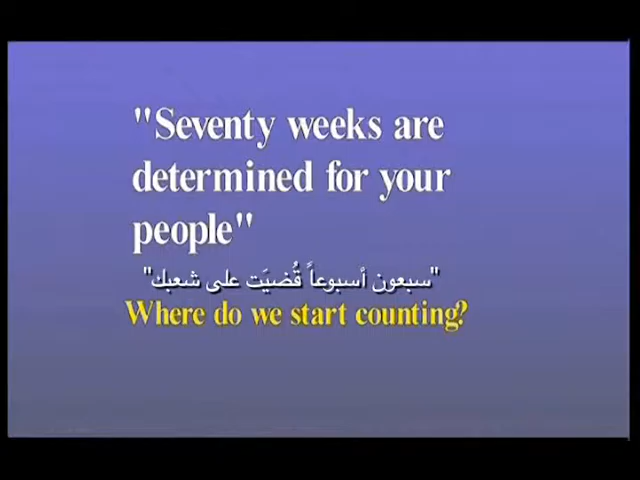 "Seventy weeks are
determined for your
people"
"سبعون أسبوعاً قُضيَت على شعبك"
Where do we start counting?